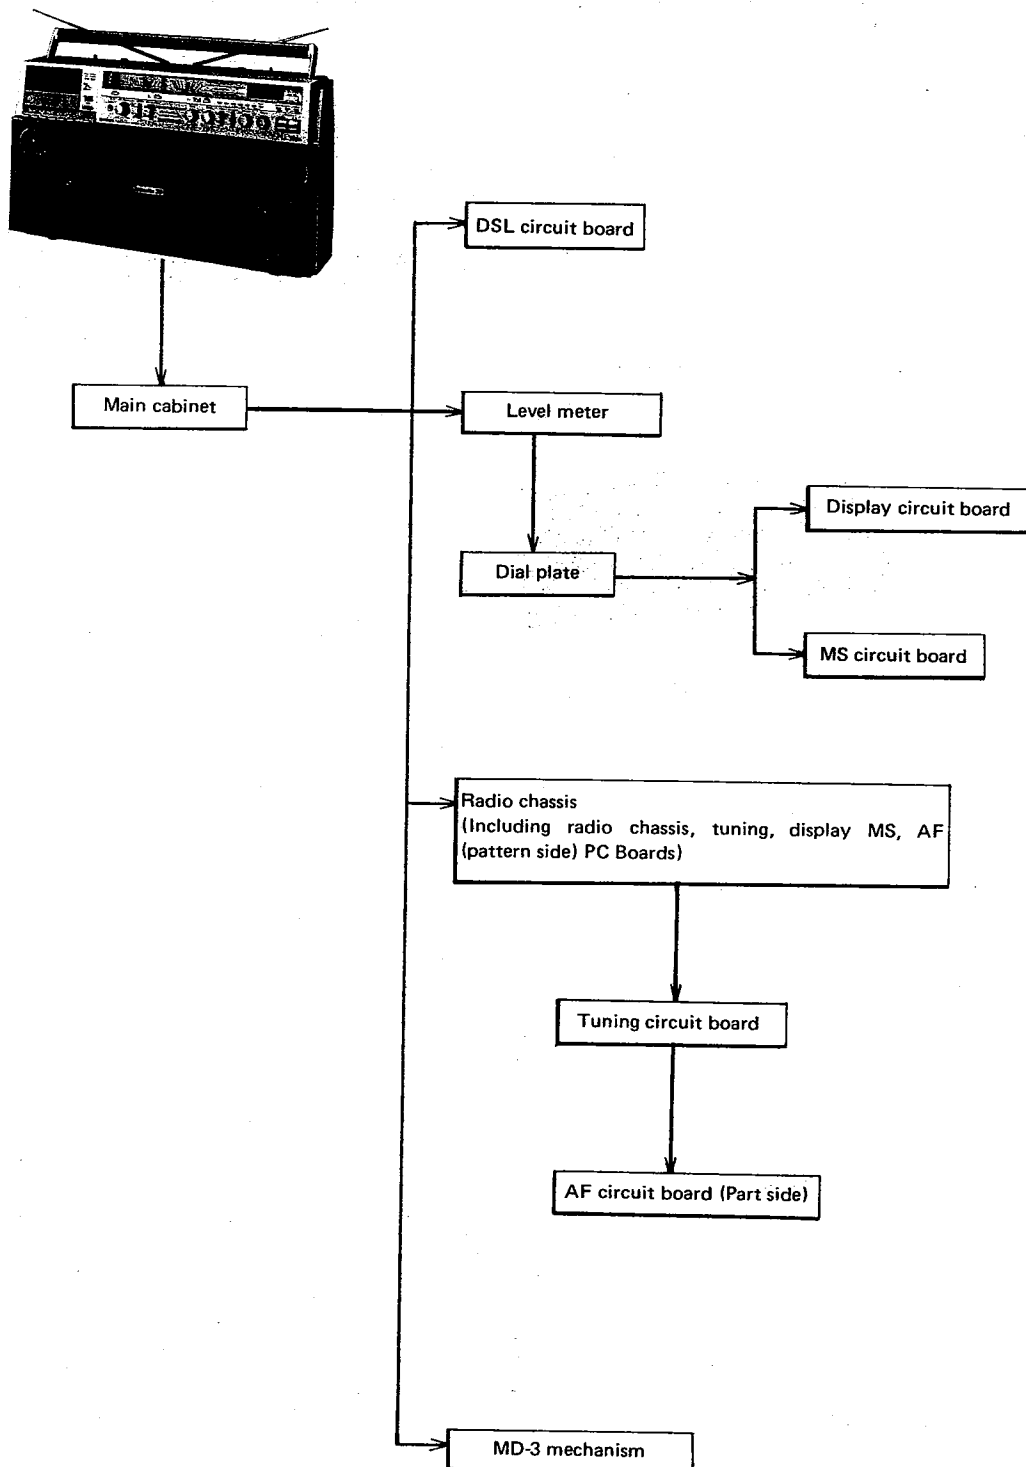 DSL circuit board
Main cabinet
Level meter
Display circuit board
Dial plate
MS circuit board
Radio chassis
(Including radio chassis, tuning, display MS, AF
(pattern side) PC Boards)
Tuning circuit board
AF circuit board (Part side)
MD-3 mechanism